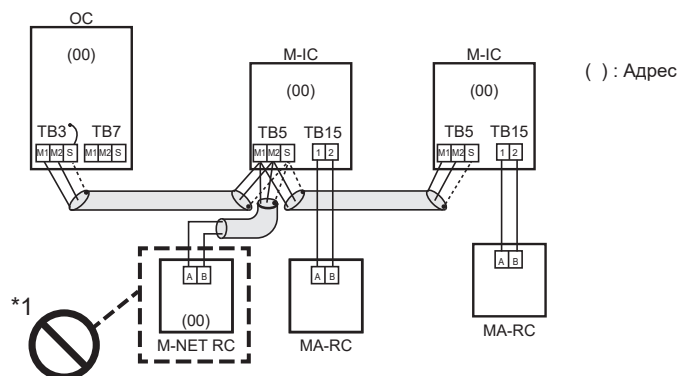 OC
(00)
TB3 TB7
M1 M2 S M1 M2 S
M-IC
(00)
TB5 TB15
M1 M2 S 1 2
M-IC
(00)
TB5 TB15
M1 M2 S 1 2
( ) : Адрес
*1
A B
(00)
M-NET RC
A B
MA-RC
A B
MA-RC